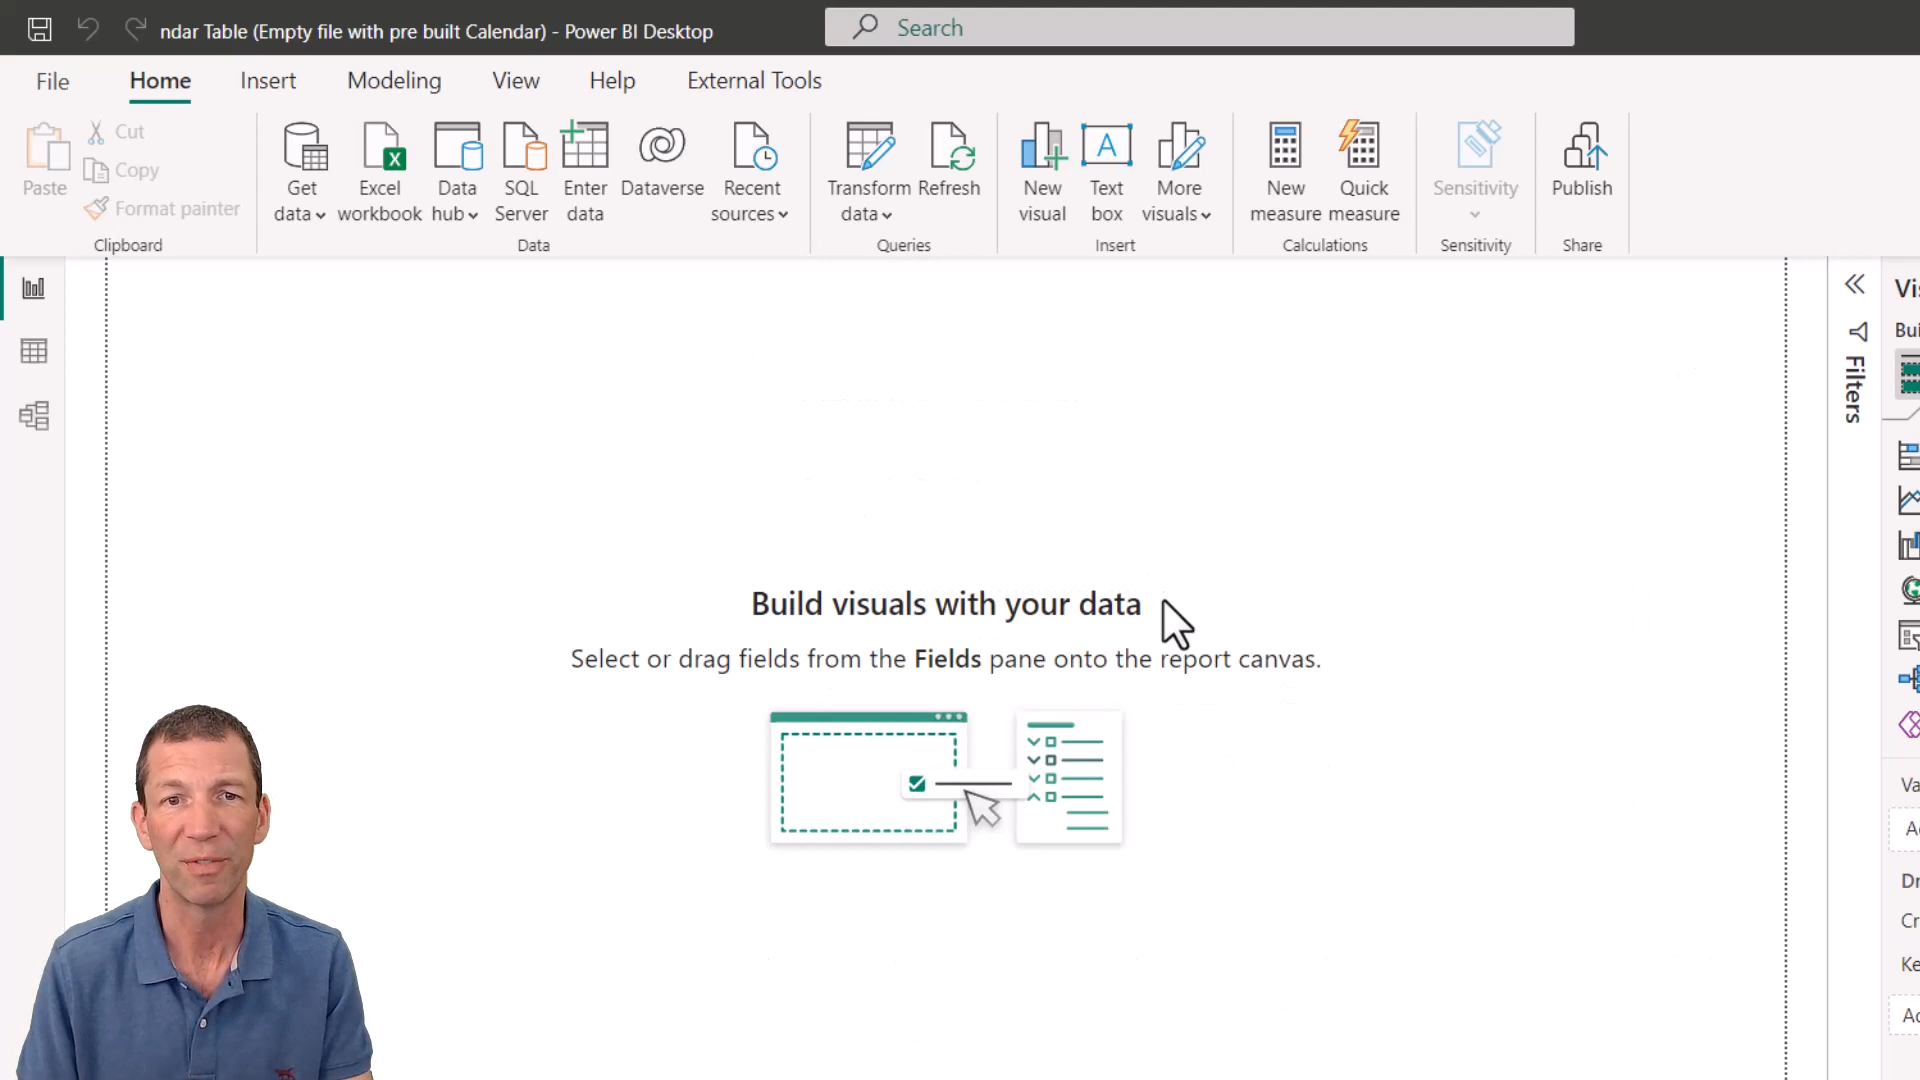 ndar Table (Empty file with pre built Calendar) - Power BI Desktop
Search
File Home Insert Modeling View Help External Tools
Paste
Cut
Copy
Format painter
Clipboard
Get data
Excel workbook
Data hub
SQL Server
Enter data
Dataverse
Recent sources
Data
Transform data
Refresh
Queries
New visual
Text box
More visuals
Insert
New measure
Quick measure
Calculations
Sensitivity
Sensitivity
Publish
Share
Filters
Build visuals with your data
Select or drag fields from the Fields pane onto the report canvas.